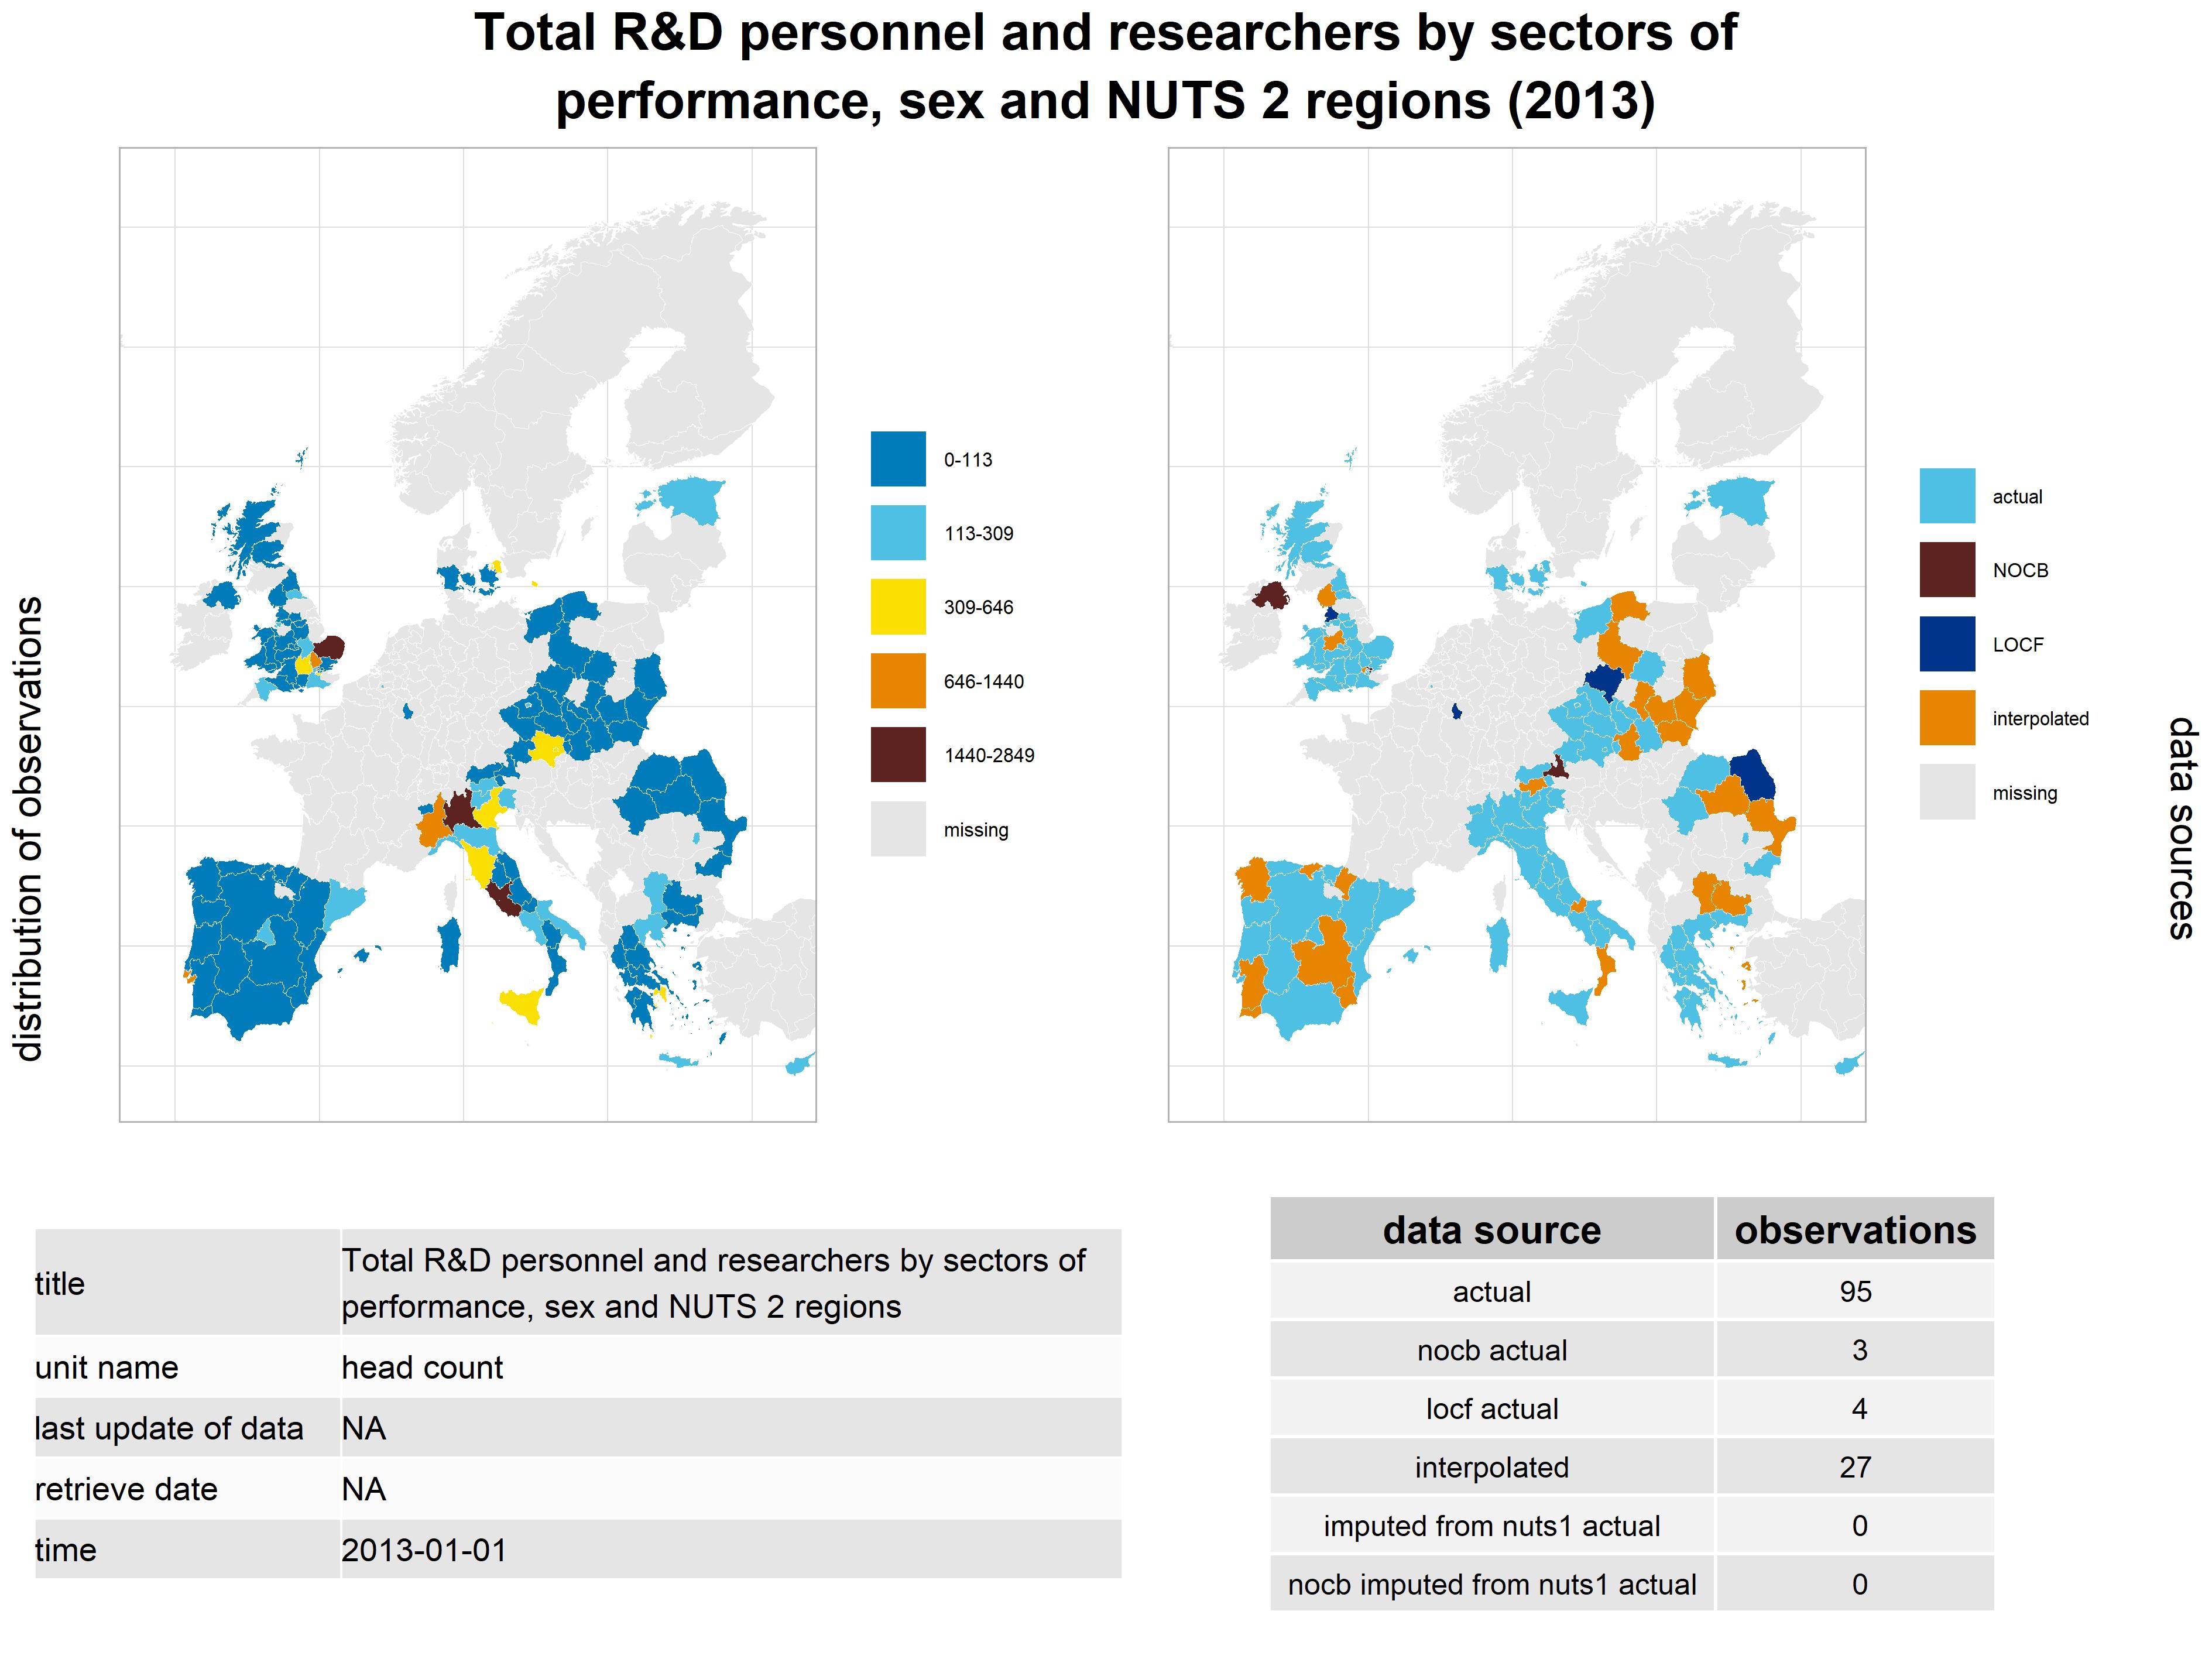 Total R&D personnel and researchers by sectors of
performance, sex and NUTS 2 regions (2013)
distribution of observations
0-113
113-309
309-646
646-1440
1440-2849
missing
actual
NOCB
LOCF
interpolated
missing
data sources
title
Total R&D personnel and researchers by sectors of
performance, sex and NUTS 2 regions
unit name head count
last update of data NA
retrieve date NA
time 2013-01-01
data source observations
actual 95
nocb actual 3
locf actual 4
interpolated 27
imputed from nuts1 actual 0
nocb imputed from nuts1 actual 0